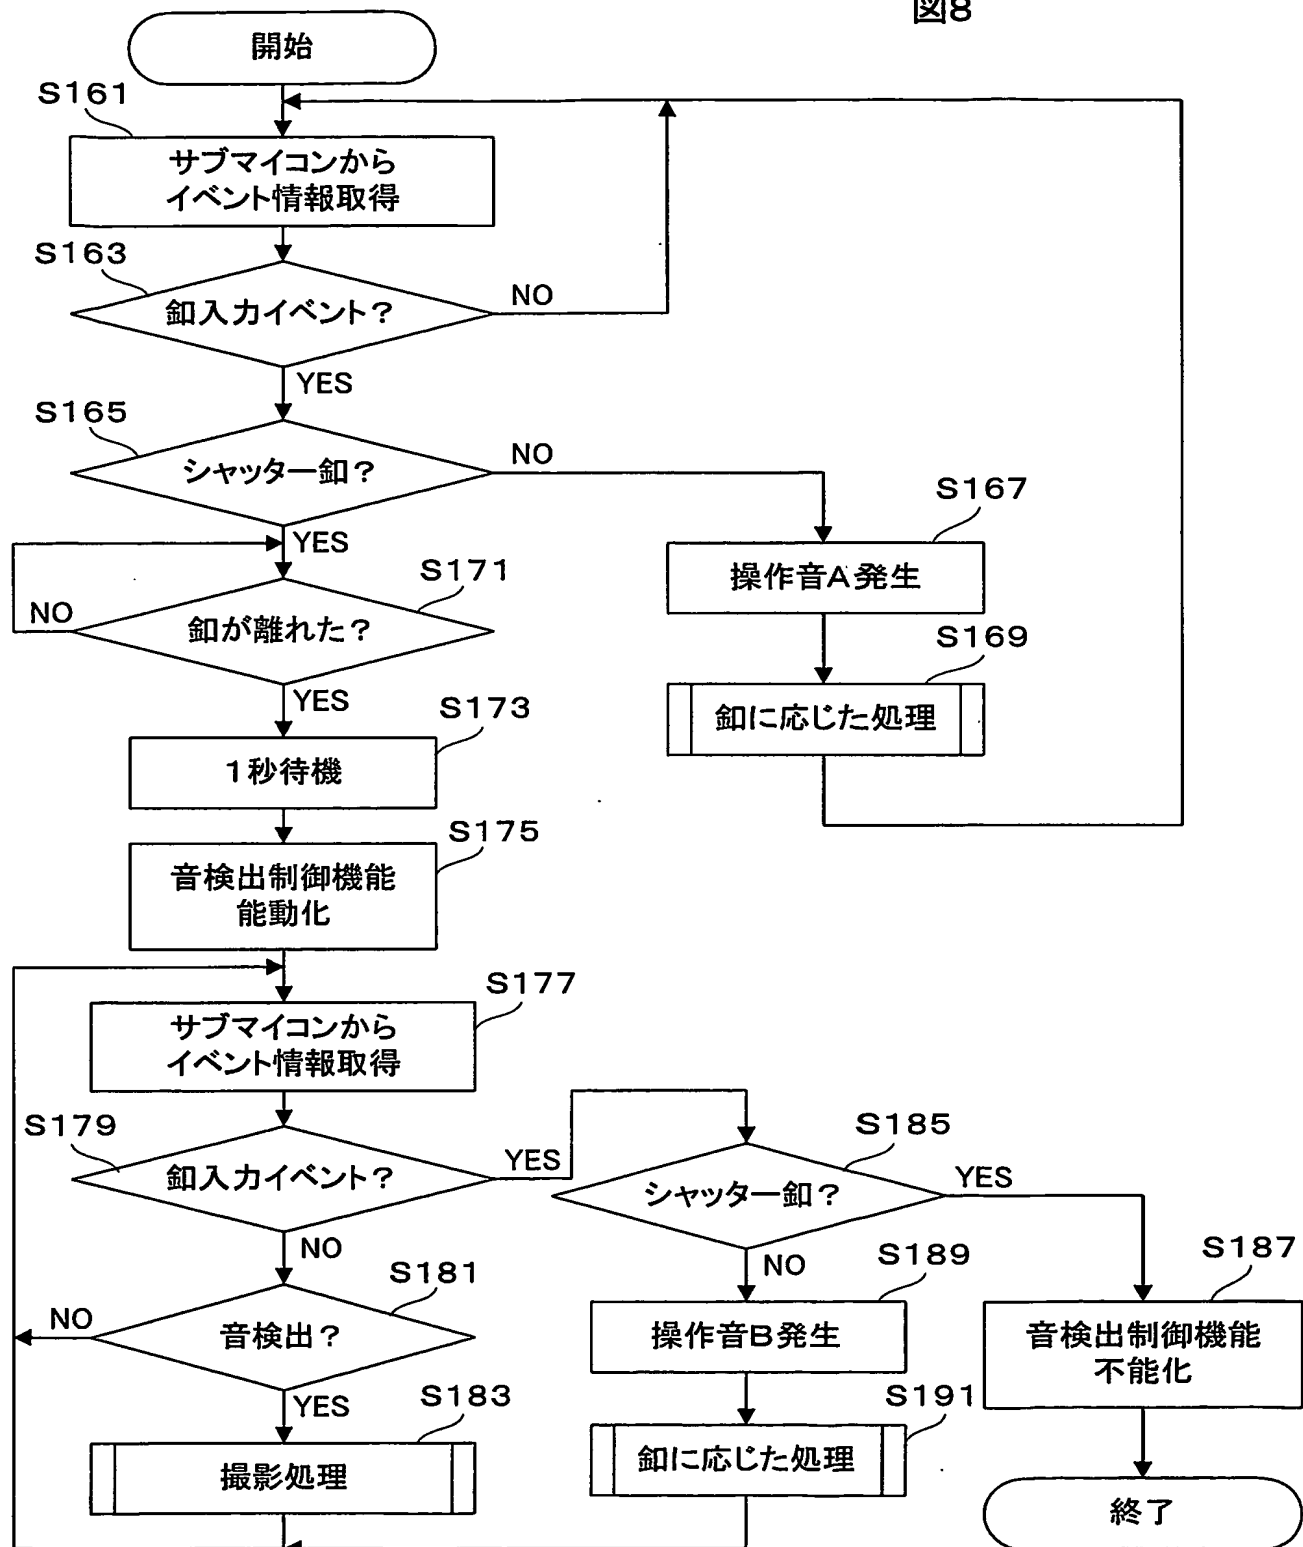 図8
開始
S161
サブマイコンから
イベント情報取得
S163
釦入力イベント?
NO
YES
S165
シャッター釦?
NO
YES
S167
操作音A発生
S169
釦に応じた処理
S171
釦が離れた?
NO
YES
S173
1秒待機
S175
音検出制御機能
能動化
S177
サブマイコンから
イベント情報取得
S179
釦入力イベント?
YES
NO
S181
音検出?
NO
YES
S183
撮影処理
S185
シャッター釦?
YES
NO
S189
操作音B発生
S191
釦に応じた処理
S187
音検出制御機能
不能化
終了